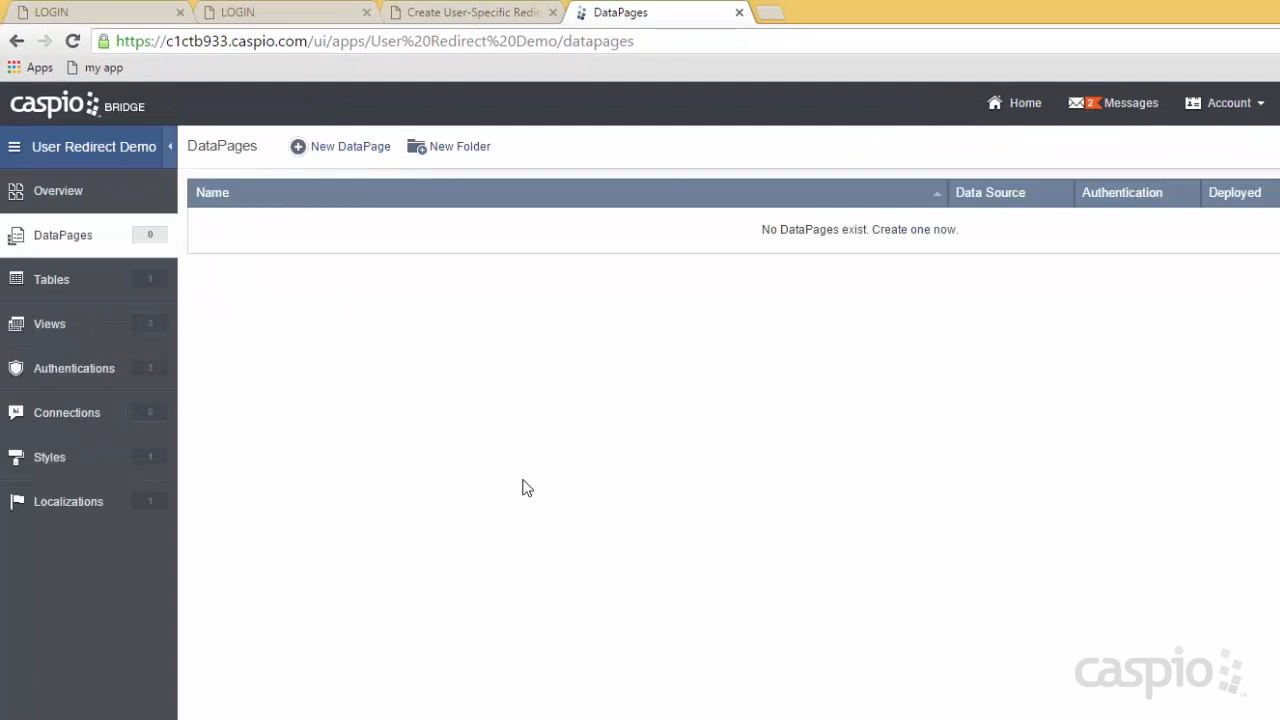 LOGIN
LOGIN
Create User-Specific Redi
DataPages
https://c1ctb933.caspio.com/ui/apps/User%20Redirect%20Demo/datapages
Apps
my app
caspio BRIDGE
Home
2 Messages
Account
User Redirect Demo
DataPages
New DataPage
New Folder
Overview
DataPages 0
Tables 1
Views 3
Authentications 3
Connections 0
Styles 1
Localizations 1
Name
Data Source
Authentication
Deployed
No DataPages exist. Create one now.
caspio